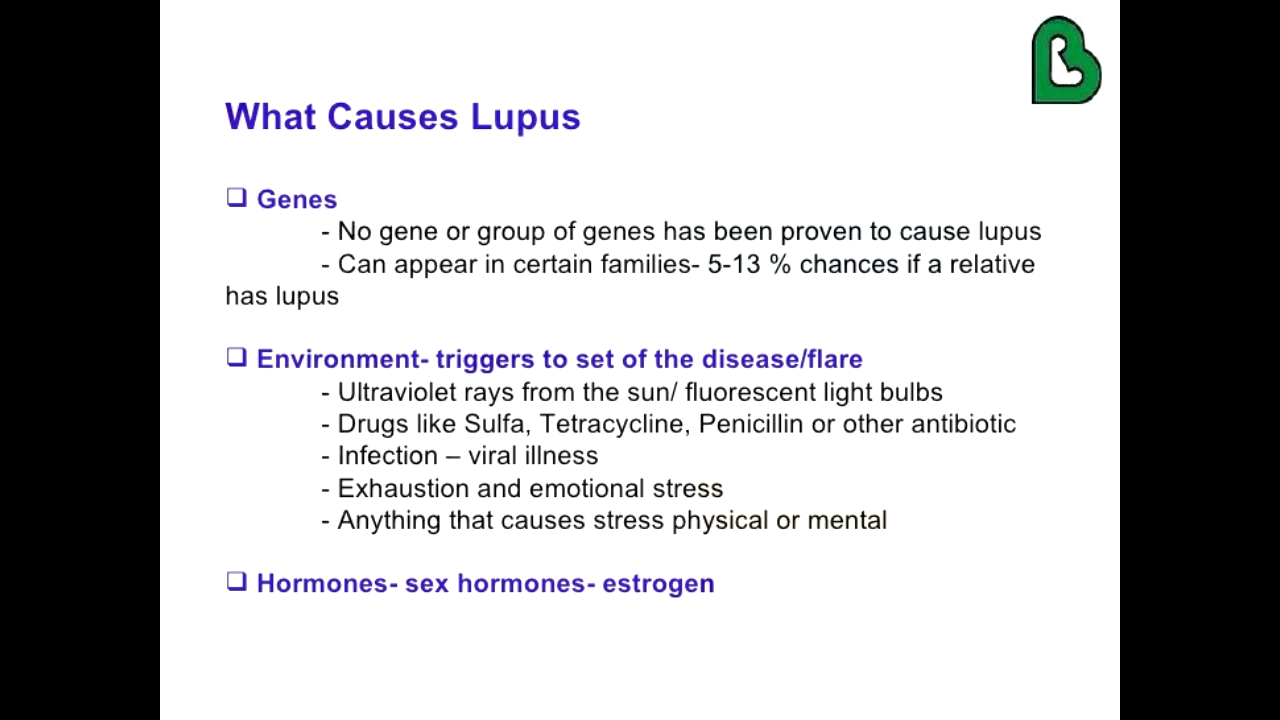 What Causes Lupus
❑ Genes
- No gene or group of genes has been proven to cause lupus
- Can appear in certain families- 5-13 % chances if a relative
has lupus
❑ Environment- triggers to set of the disease/flare
- Ultraviolet rays from the sun/ fluorescent light bulbs
- Drugs like Sulfa, Tetracycline, Penicillin or other antibiotic
- Infection – viral illness
- Exhaustion and emotional stress
- Anything that causes stress physical or mental
❑ Hormones- sex hormones- estrogen